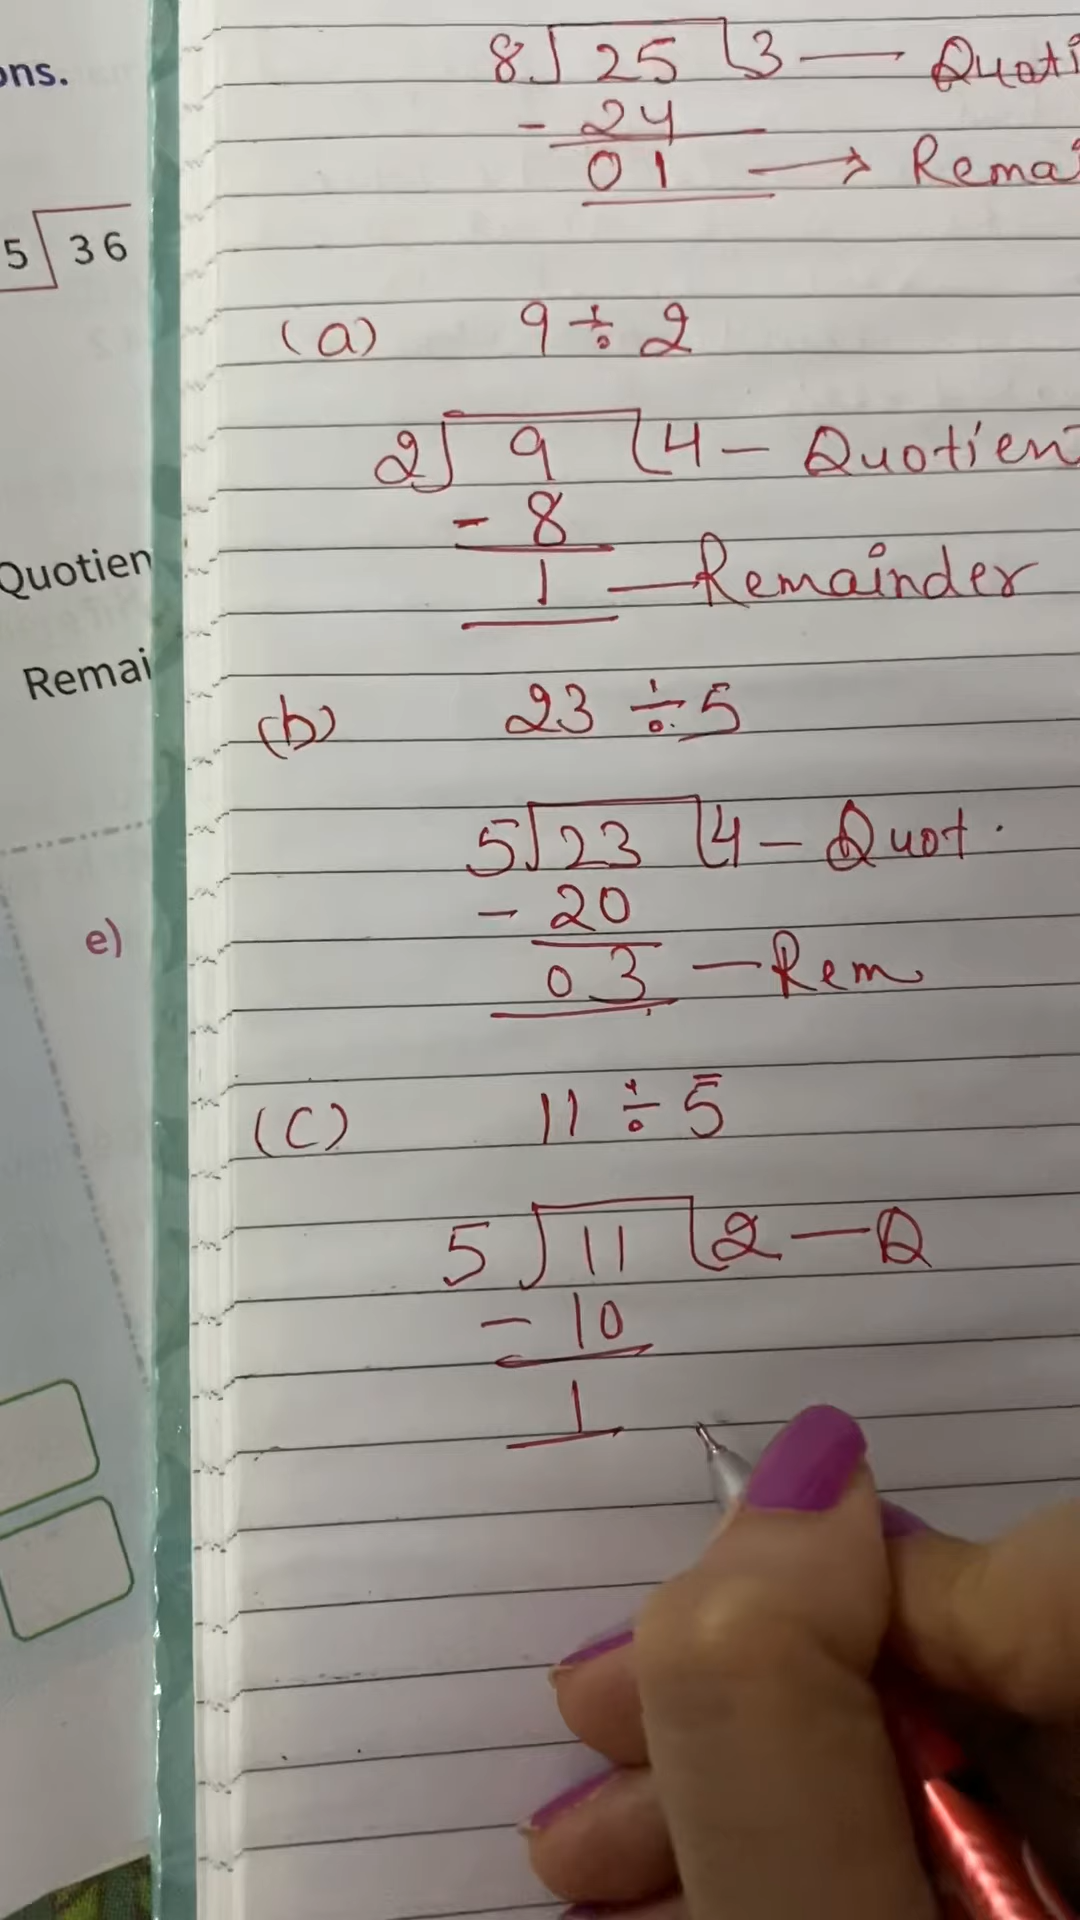 ons.
5 36
Quotien
Remai
e)
8 25 3 — Quoti
- 24
01 → Rema
(a) 9 ÷ 2
2 9 4 – Quotien
- 8
1 — Remainder
(b) 23 ÷ 5
5 23 4 – Quot.
- 20
03 — Rem
(C) 11 ÷ 5
5 11 2 — Q
- 10
1